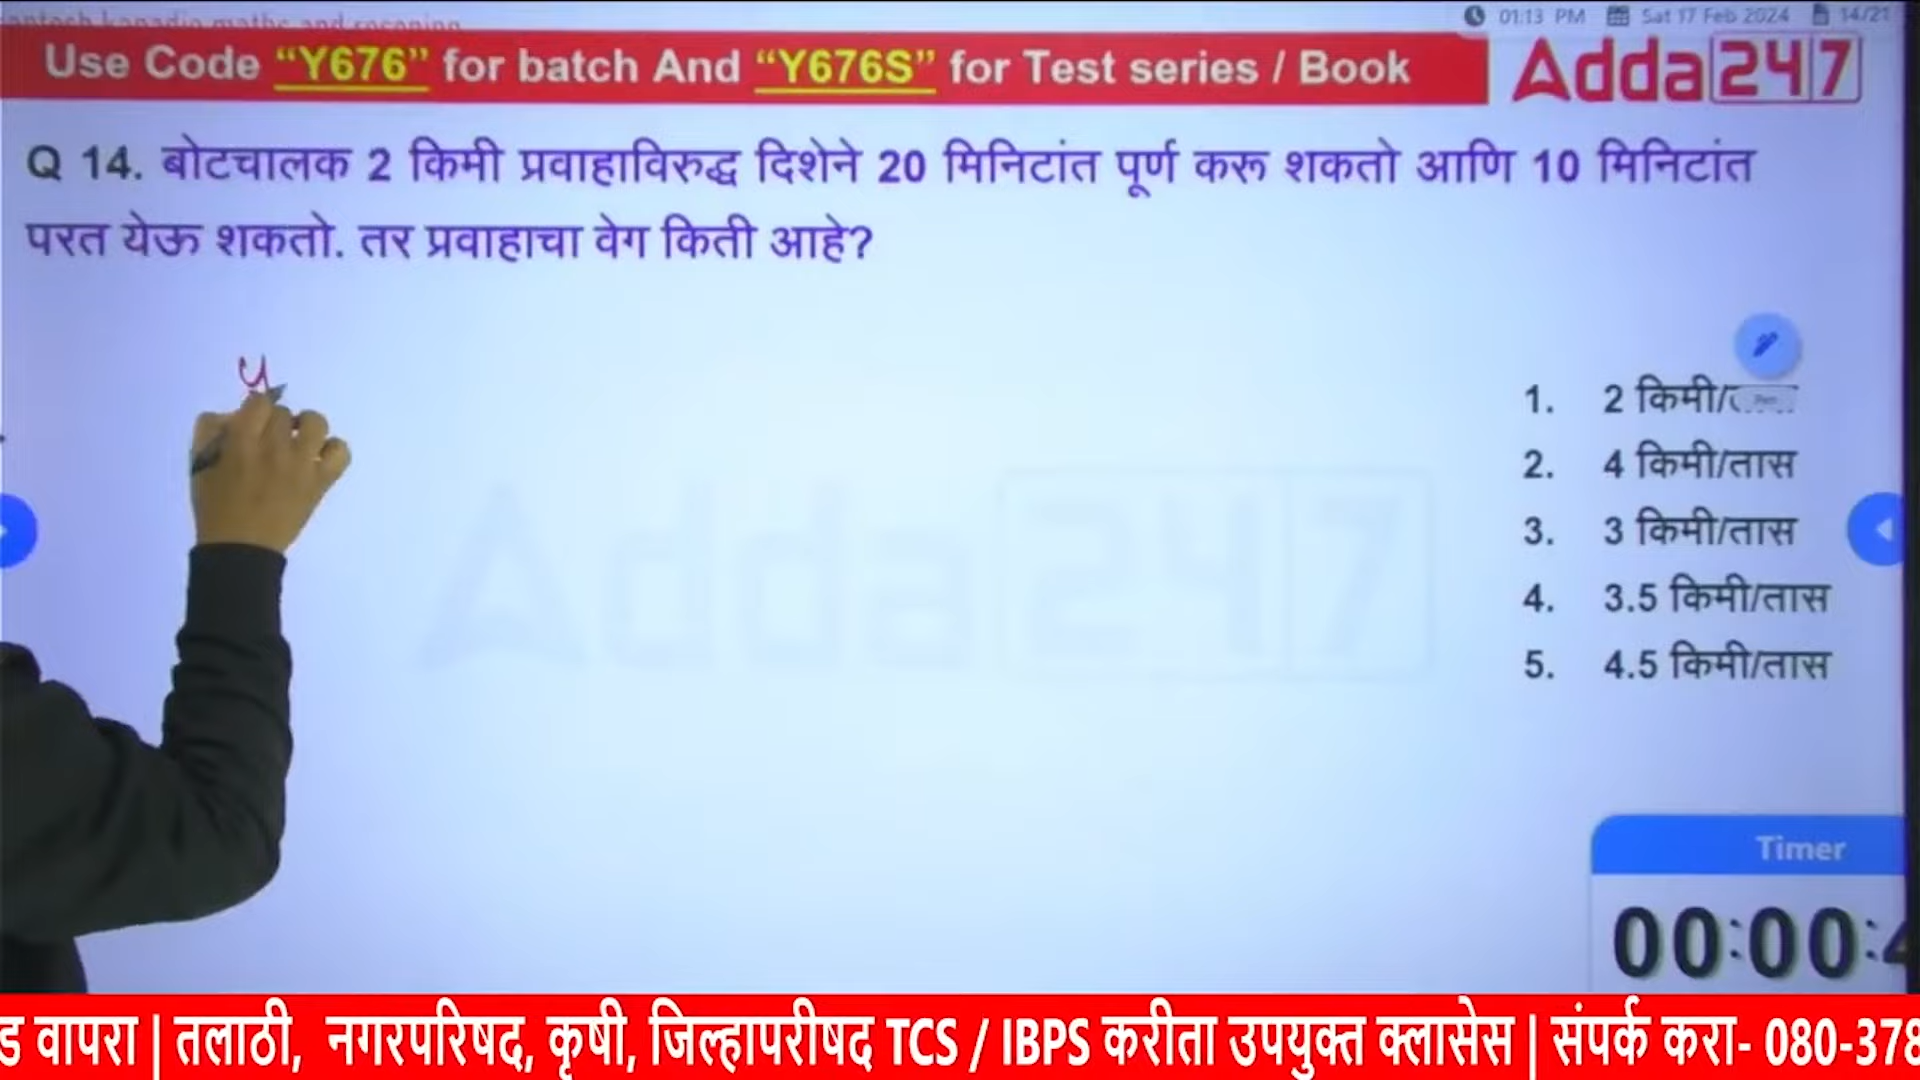 01:13 PM Sat 17 Feb 2024 14/21
Use Code “Y676” for batch And “Y676S” for Test series / Book
Adda247
Q 14. बोटचालक 2 किमी प्रवाहाविरुद्ध दिशेने 20 मिनिटांत पूर्ण करू शकतो आणि 10 मिनिटांत
परत येऊ शकतो. तर प्रवाहाचा वेग किती आहे?
1. 2 किमी/
2. 4 किमी/तास
3. 3 किमी/तास
4. 3.5 किमी/तास
5. 4.5 किमी/तास
Adda247
Timer
00:00:4
ड वापरा | तलाठी, नगरपरिषद, कृषी, जिल्हापरीषद TCS / IBPS करीता उपयुक्त क्लासेस | संपर्क करा- 080-378